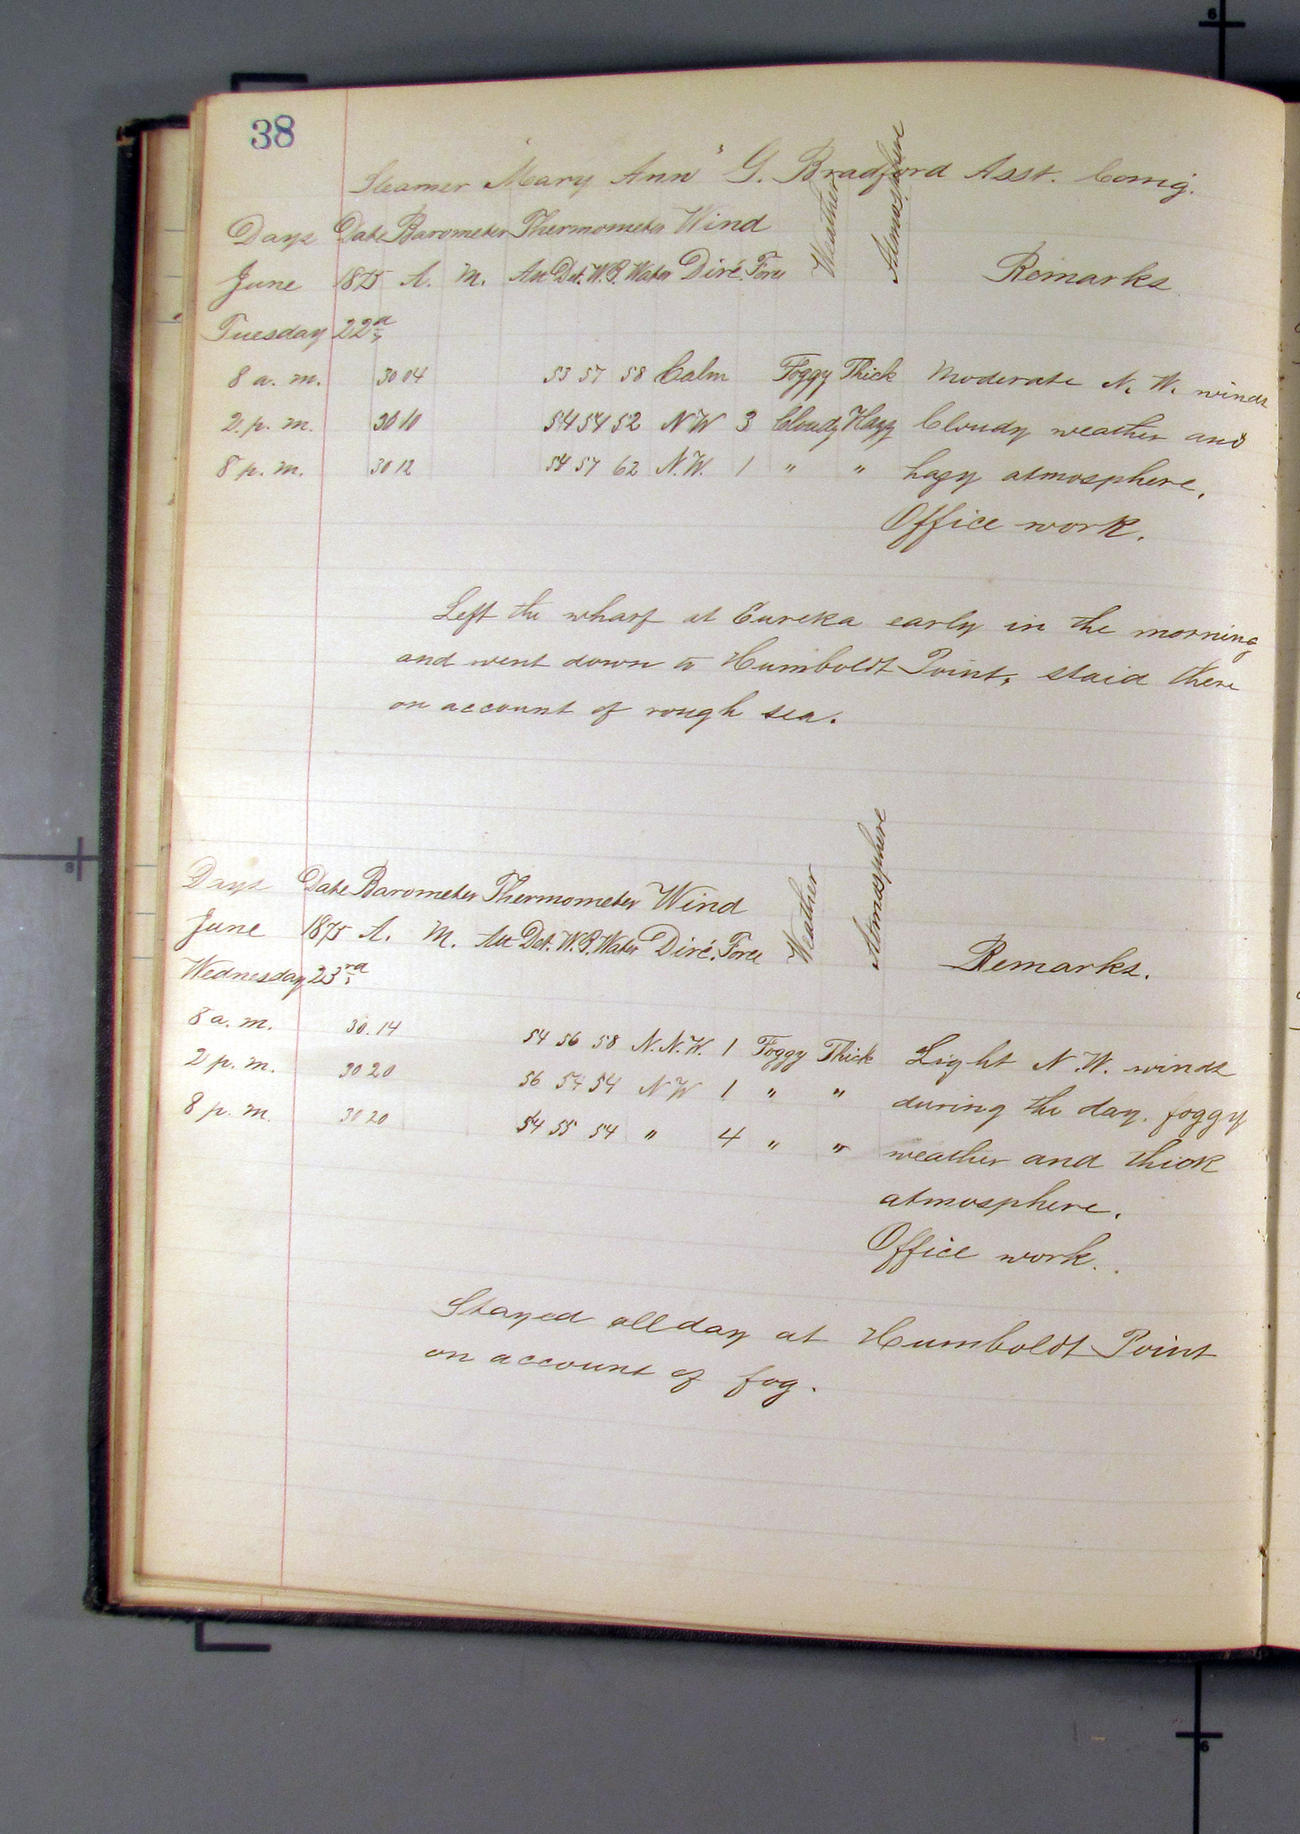 38
Steamer "Mary Ann" G. Bradford Asst. Comg.
Days Date Barometer Thermometer Wind Weather Atmosphere
June 1875 A. M. Att Det. W.B. Water Dirc. Force Remarks
Tuesday 22d
8 a. m. 30 04 53 57 58 Calm Foggy Thick Moderate N. W. winds
2 p. m. 30 10 54 54 52 N W 3 Cloudy Hazy Cloudy weather and
8 p. m. 30 12 54 57 62 N. W. 1 " " hazy atmosphere.
Office work.
Left the wharf at Eureka early in the morning
and went down to Humboldt Point, staid there
on account of rough sea.
Days Date Barometer Thermometer Wind Weather Atmosphere
June 1875 A. M. Att Det. W.B. Water Dirc. Force Remarks.
Wednesday 23rd
8 a. m. 30. 14 54 56 58 N. N. W. 1 Foggy Thick Light N. W. winds
2 p. m. 30 20 56 54 54 N W 1 " " during the day. foggy
8 p. m. 30 20 54 55 54 " 4 " " weather and thick
atmosphere.
Office work.
Stayed all day at Humboldt Point
on account of fog.